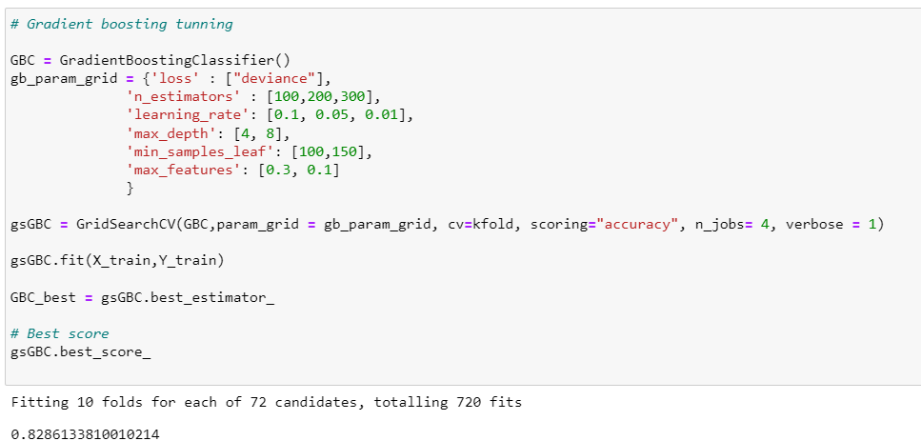 # Gradient boosting tunning
GBC = GradientBoostingClassifier()
gb_param_grid = {'loss' : ["deviance"],
'n_estimators' : [100,200,300],
'learning_rate': [0.1, 0.05, 0.01],
'max_depth': [4, 8],
'min_samples_leaf': [100,150],
'max_features': [0.3, 0.1]
}
gsGBC = GridSearchCV(GBC,param_grid = gb_param_grid, cv=kfold, scoring="accuracy", n_jobs= 4, verbose = 1)
gsGBC.fit(X_train,Y_train)
GBC_best = gsGBC.best_estimator_
# Best score
gsGBC.best_score_
Fitting 10 folds for each of 72 candidates, totalling 720 fits
0.8286133810010214